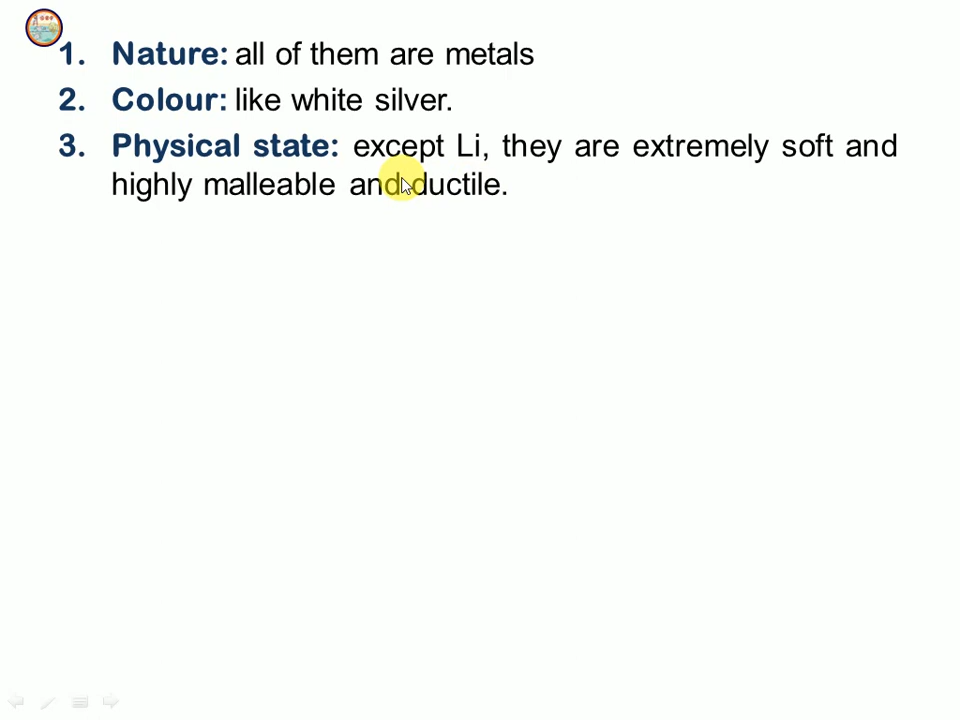 1. Nature: all of them are metals
2. Colour: like white silver.
3. Physical state: except Li, they are extremely soft and
highly malleable and ductile.